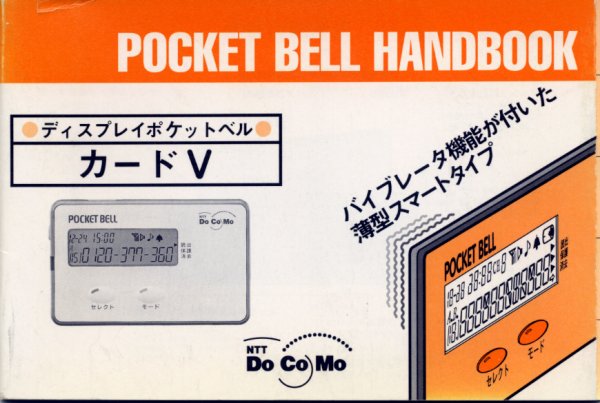 POCKET BELL HANDBOOK
ディスプレイポケットベル
カードV
バイブレータ機能が付いた
薄型スマートタイプ
POCKET BELL
NTT
DoCoMo
12-24 15:00
0120-377-360
セレクト
モード
POCKET BELL
セレクト
モード
NTT
DoCoMo